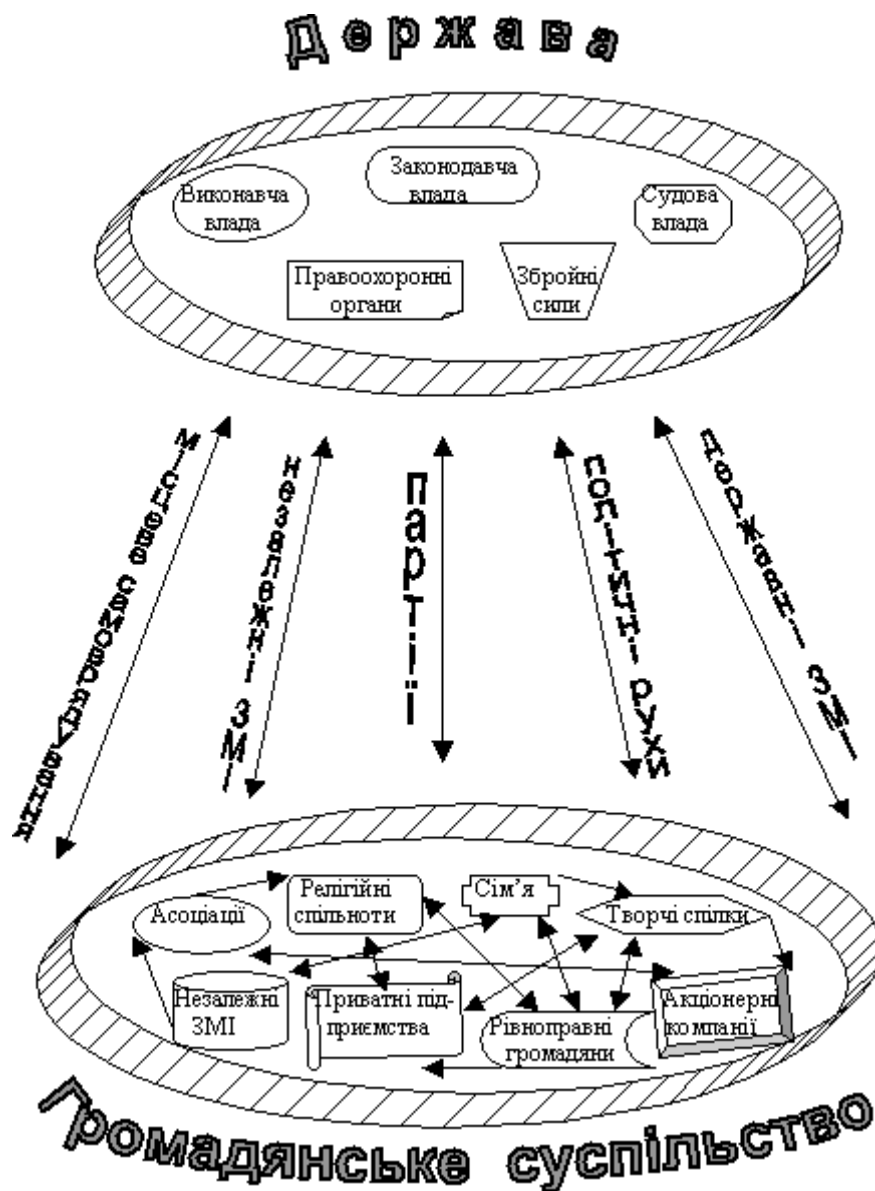 Держава
Законодавча
влада
Виконавча
влада
Судова
влада
Правоохоронні
органи
Збройні
сили
місцеве самоврядування
незалежні ЗМІ
партії
політичні рухи
державні ЗМІ
Асоціації
Релігійні
спільноти
Сім'я
Творчі спілки
Незалежні
ЗМІ
Приватні під-
приємства
Рівноправні
громадяни
Акціонерні
компанії
Громадянське суспільство